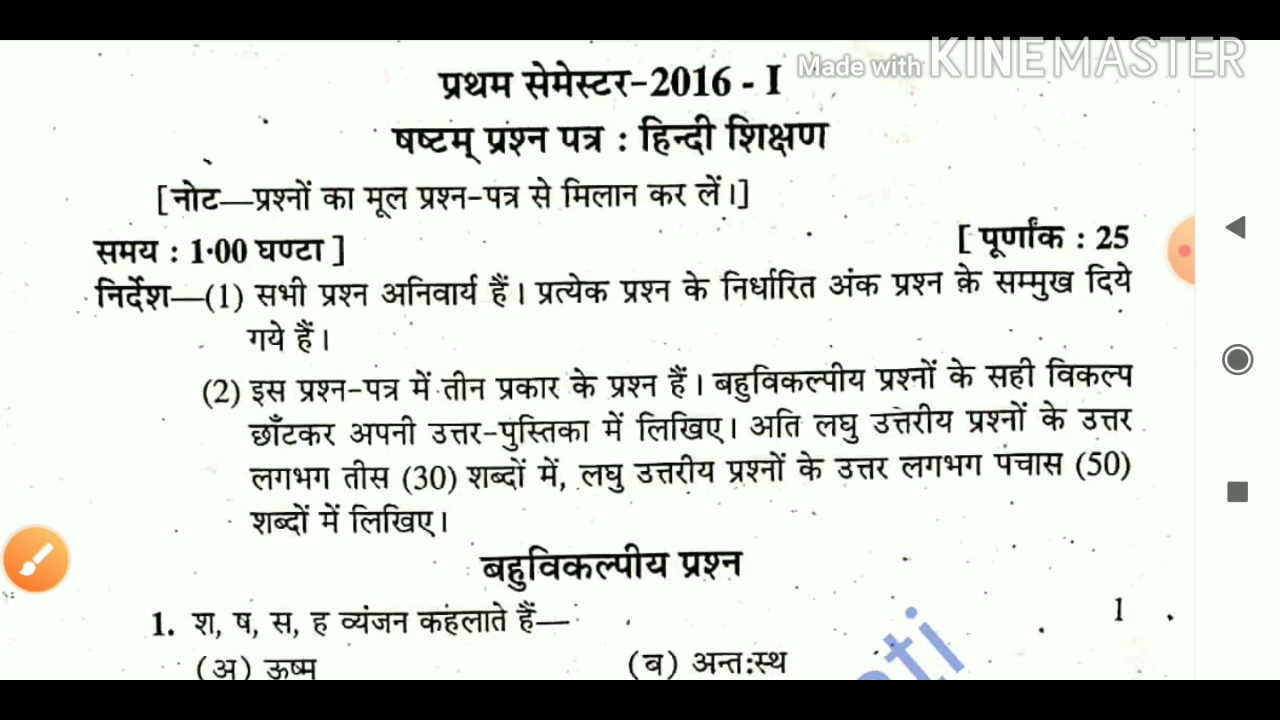 Made with KINEMASTER
प्रथम सेमेस्टर-2016 - I
षष्टम् प्रश्न पत्र : हिन्दी शिक्षण
[नोट—प्रश्नों का मूल प्रश्न-पत्र से मिलान कर लें।]
समय : 1·00 घण्टा ] [ पूर्णांक : 25
निर्देश—(1) सभी प्रश्न अनिवार्य हैं। प्रत्येक प्रश्न के निर्धारित अंक प्रश्न के सम्मुख दिये
गये हैं।
(2) इस प्रश्न-पत्र में तीन प्रकार के प्रश्न हैं। बहुविकल्पीय प्रश्नों के सही विकल्प
छाँटकर अपनी उत्तर-पुस्तिका में लिखिए। अति लघु उत्तरीय प्रश्नों के उत्तर
लगभग तीस (30) शब्दों में, लघु उत्तरीय प्रश्नों के उत्तर लगभग पंचास (50)
शब्दों में लिखिए।
बहुविकल्पीय प्रश्न
1. श, ष, स, ह व्यंजन कहलाते हैं— 1
(अ) ऊष्म (ब) अन्त:स्थ